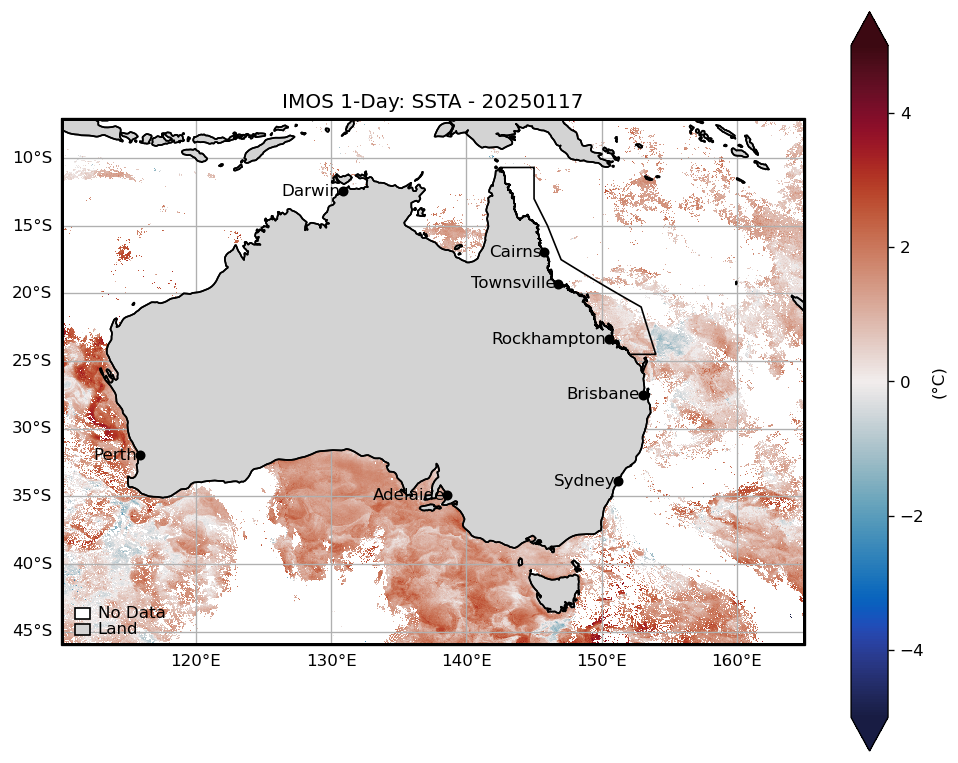 IMOS 1-Day: SSTA - 20250117
10°S
15°S
20°S
25°S
30°S
35°S
40°S
45°S
Darwin
Cairns
Townsville
Rockhampton
Brisbane
Perth
Sydney
Adelaide
No Data
Land
120°E
130°E
140°E
150°E
160°E
4
2
0
−2
−4
(°C)